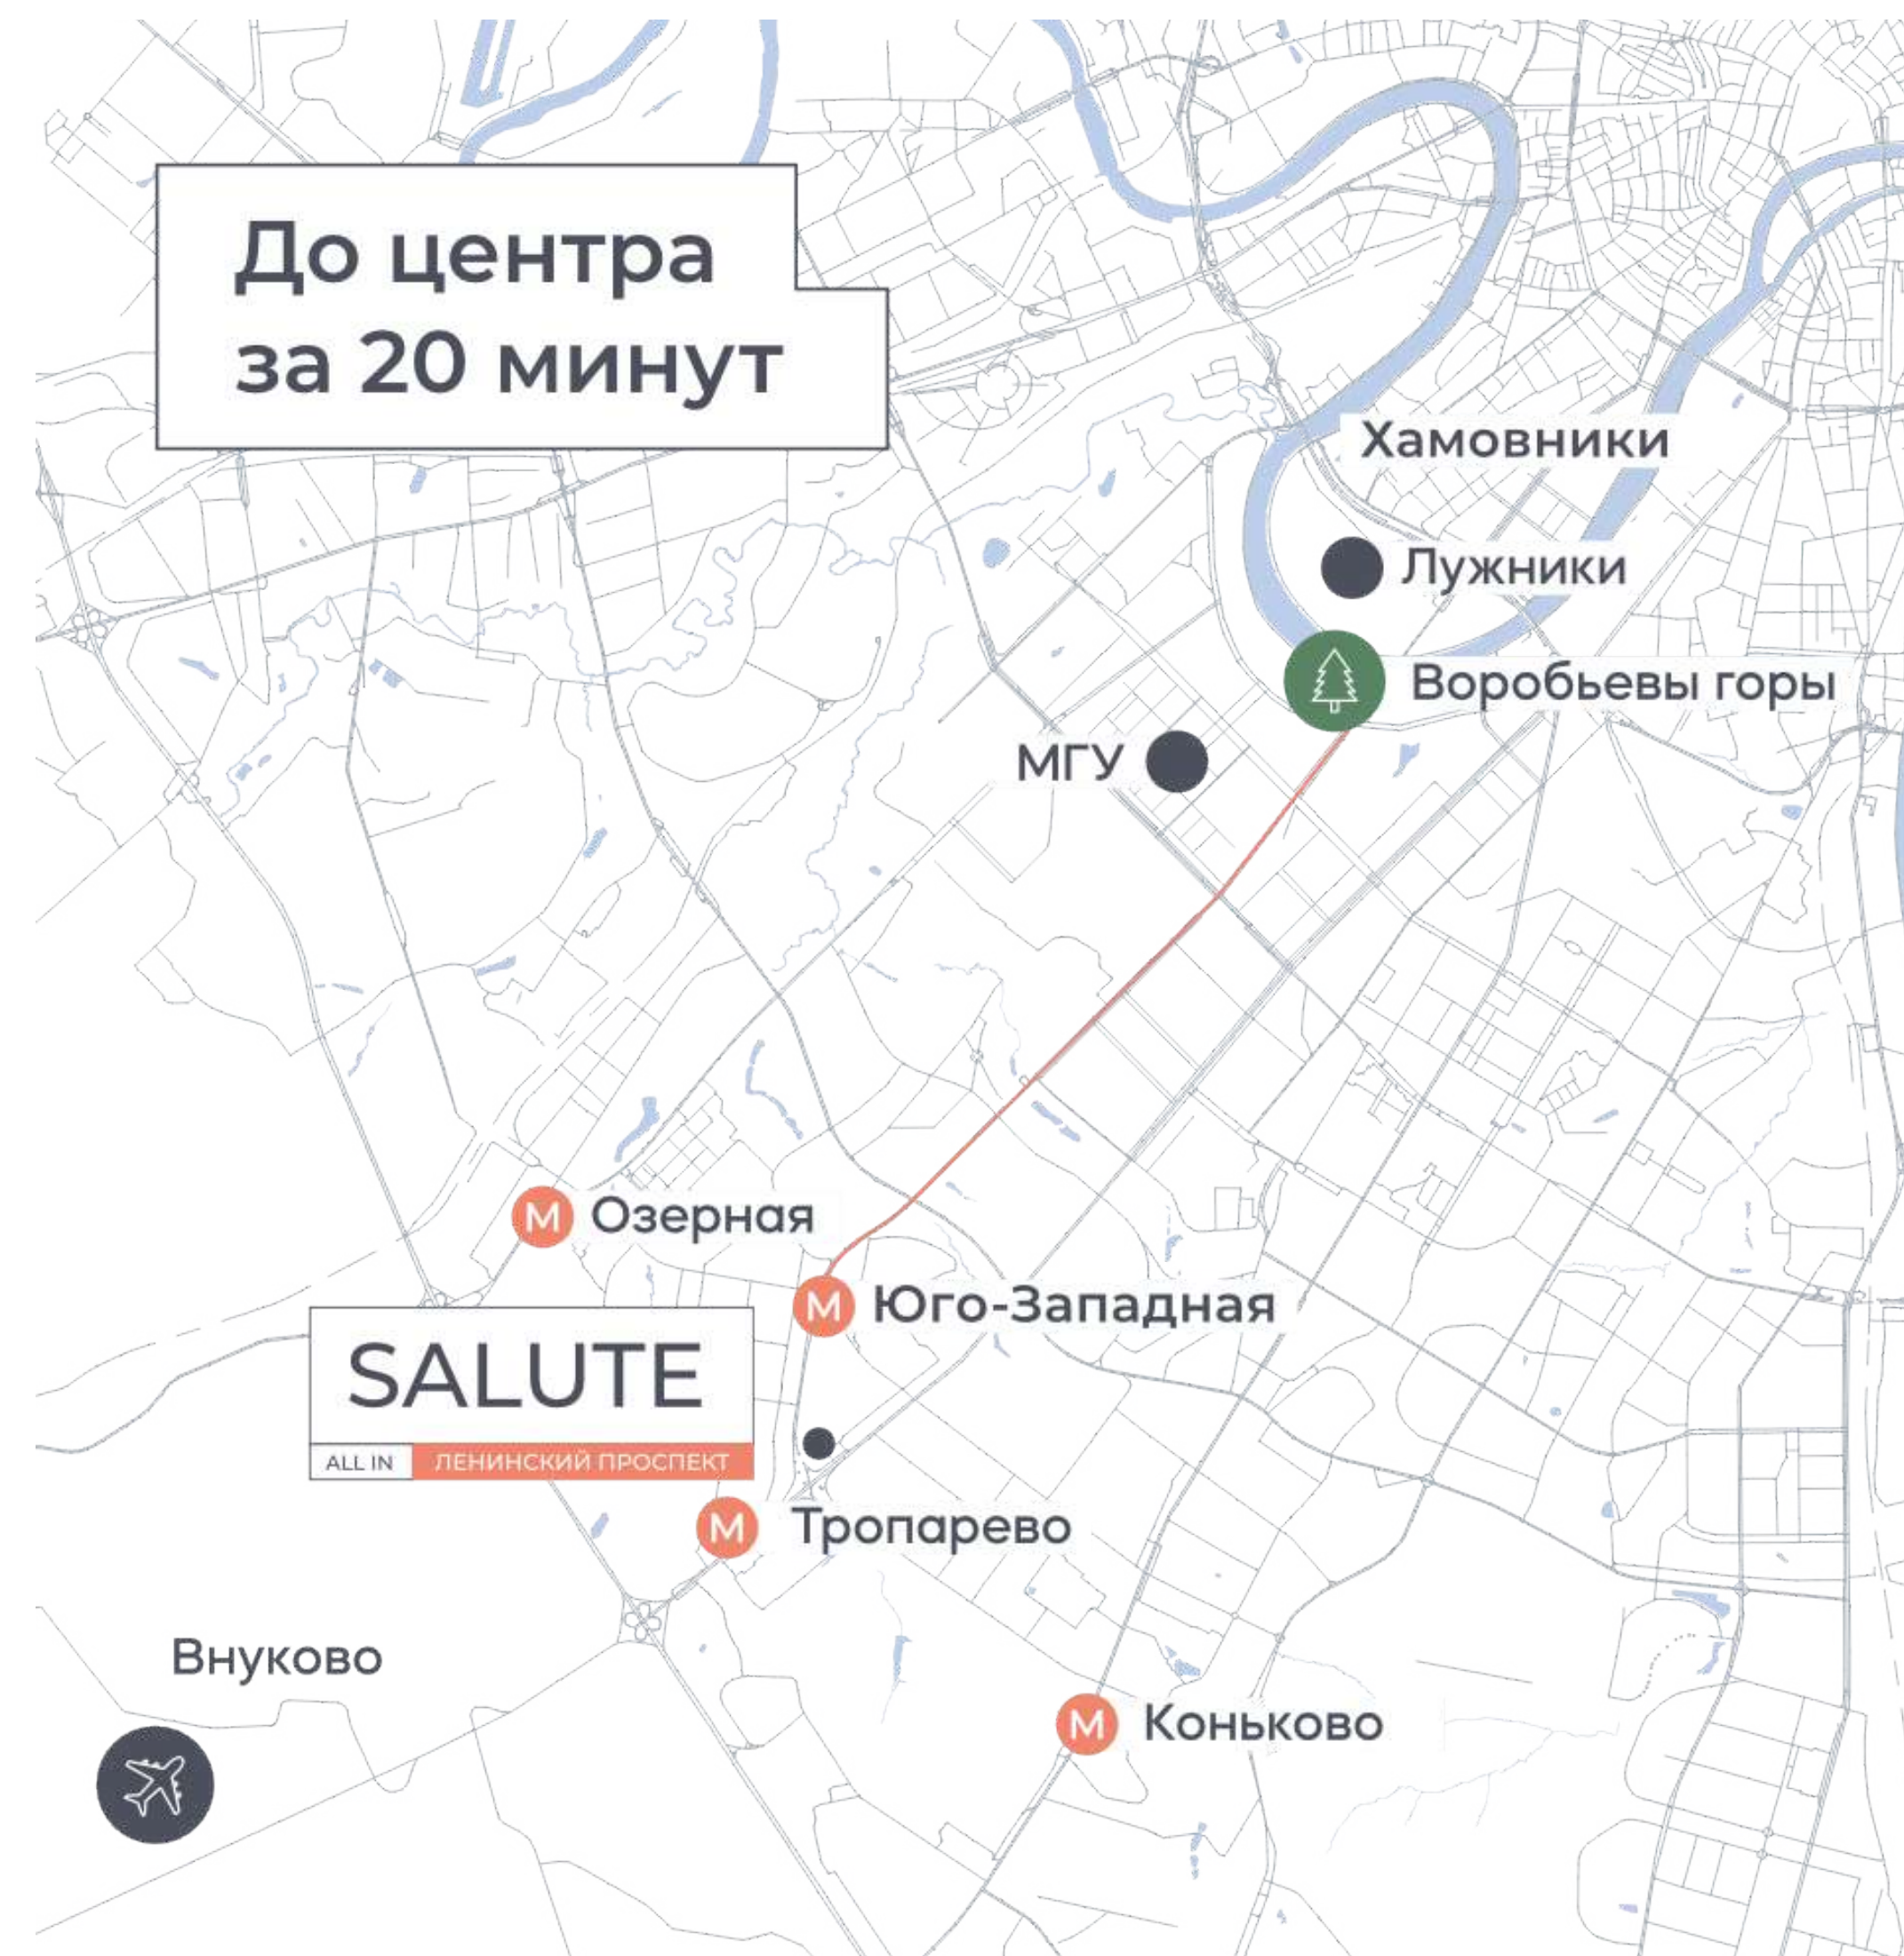 До центра
за 20 минут
Хамовники
Лужники
Воробьевы горы
МГУ
М Озерная
М Юго-Западная
SALUTE
ALL IN ЛЕНИНСКИЙ ПРОСПЕКТ
М Тропарево
Внуково
М Коньково